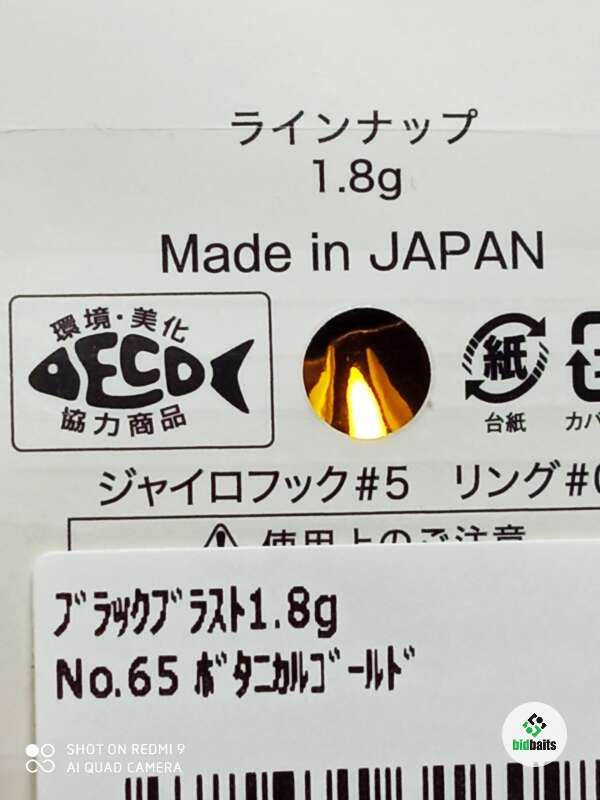 ラインナップ
1.8g
Made in JAPAN
環境・美化
ECO
協力商品
紙
台紙
カバ
ジャイロフック#5 リング#0
使用上のご注意
ﾌﾞﾗｯｸﾌﾞﾗｽﾄ1.8g
No.65 ﾎﾞﾀﾆｶﾙｺﾞｰﾙﾄﾞ
bidbaits
SHOT ON REDMI 9
AI QUAD CAMERA